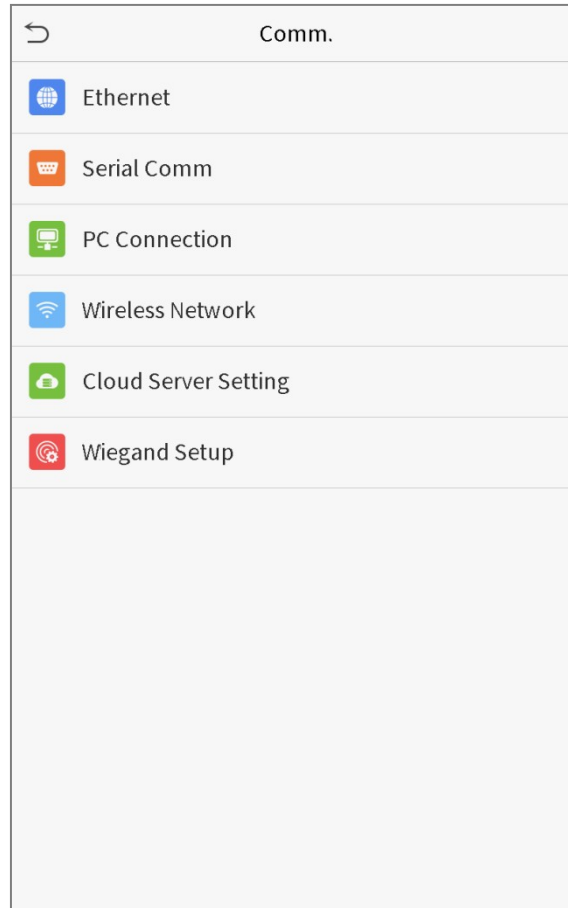 Comm.
Ethernet
Serial Comm
PC Connection
Wireless Network
Cloud Server Setting
Wiegand Setup